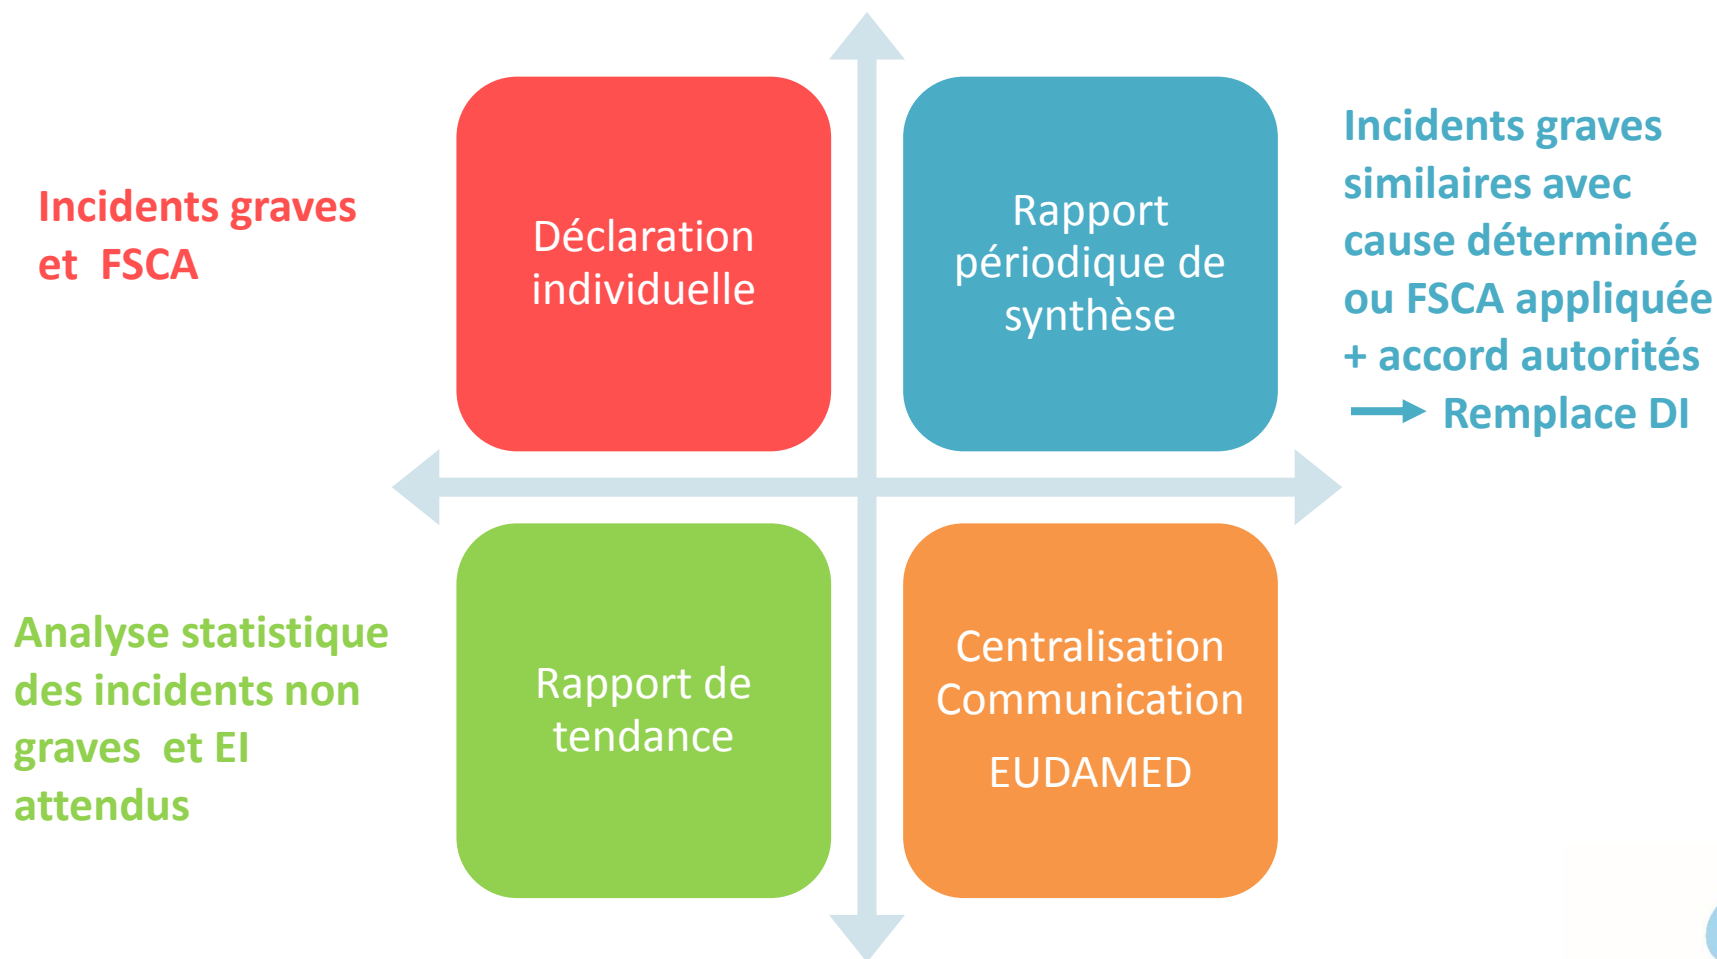 Incidents graves
et FSCA
Déclaration
individuelle
Rapport
périodique de
synthèse
Incidents graves
similaires avec
cause déterminée
ou FSCA appliquée
+ accord autorités
Remplace DI
Analyse statistique
des incidents non
graves et EI
attendus
Rapport de
tendance
Centralisation
Communication
EUDAMED